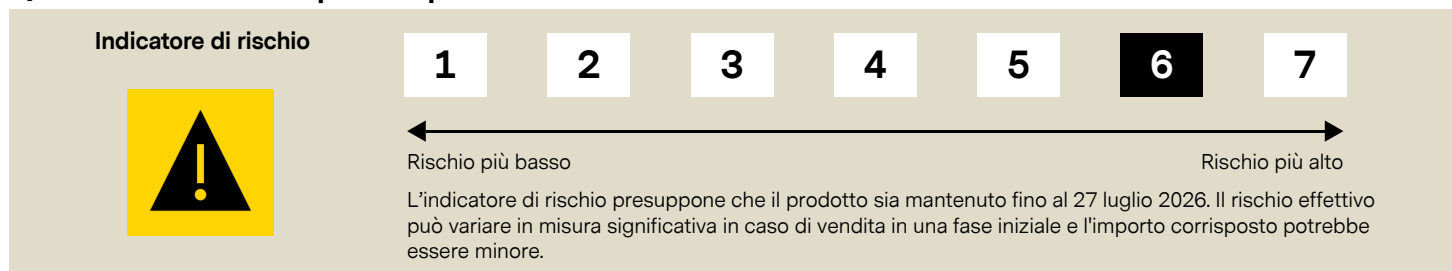 Indicatore di rischio
1 2 3 4 5 6 7
Rischio più basso Rischio più alto
L'indicatore di rischio presuppone che il prodotto sia mantenuto fino al 27 luglio 2026. Il rischio effettivo
può variare in misura significativa in caso di vendita in una fase iniziale e l'importo corrisposto potrebbe
essere minore.